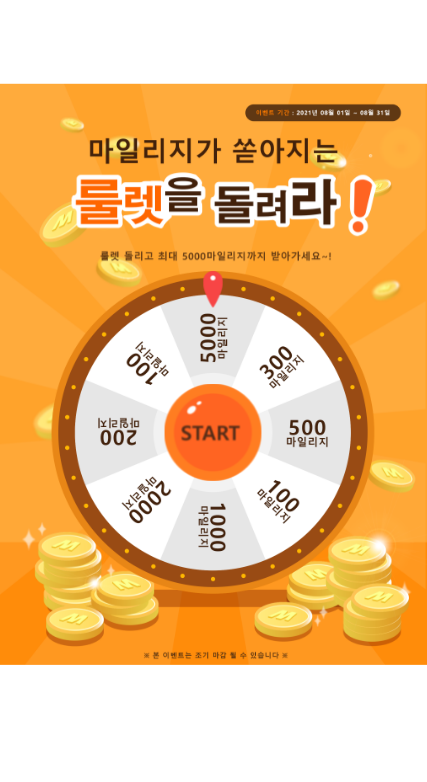 이벤트 기간 : 2021년 08월 01일 ~ 08월 31일
마일리지가 쏟아지는
룰렛을 돌려라!
룰렛 돌리고 최대 5000마일리지까지 받아가세요~!
5000
마일리지
300
마일리지
500
마일리지
100
마일리지
1000
마일리지
2000
마일리지
200
마일리지
100
마일리지
START
M
M
M
M
M
M
※ 본 이벤트는 조기 마감 될 수 있습니다 ※